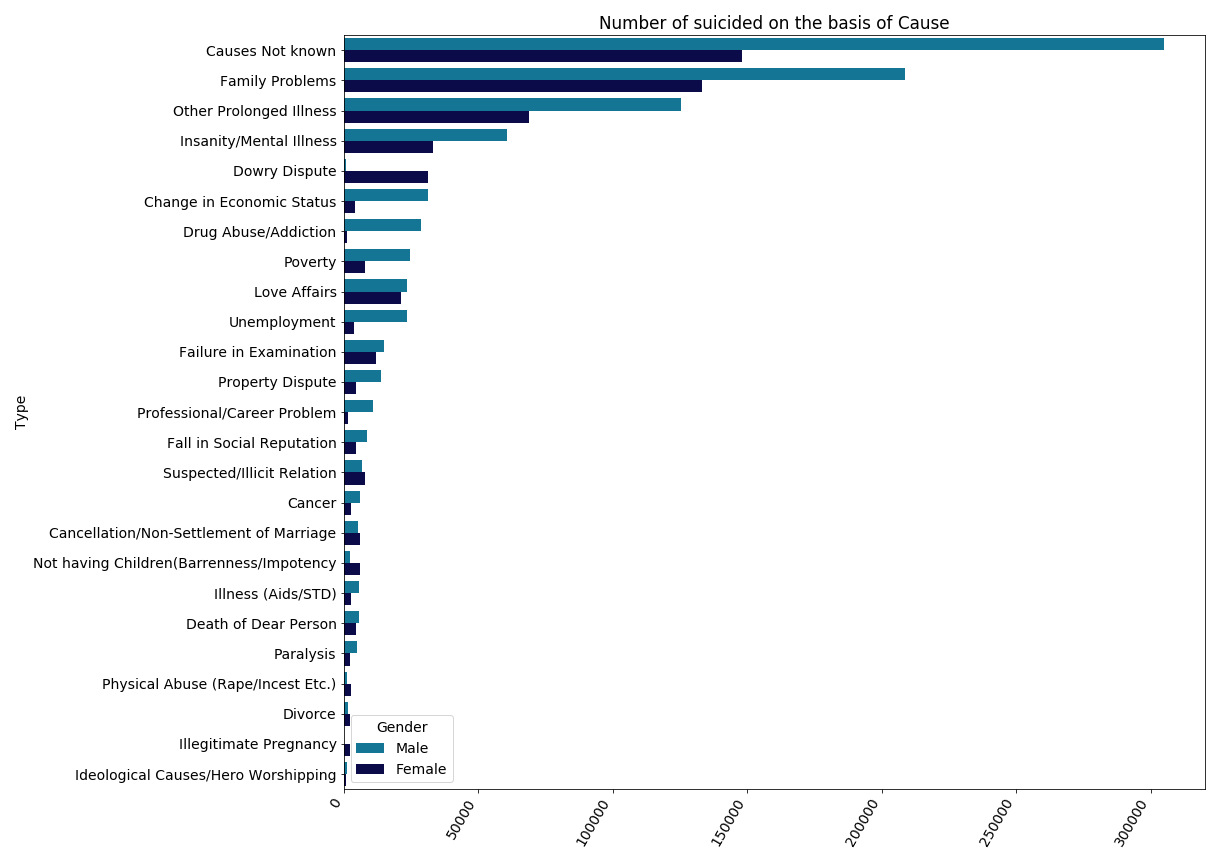 Number of suicided on the basis of Cause
Causes Not known
Family Problems
Other Prolonged Illness
Insanity/Mental Illness
Dowry Dispute
Change in Economic Status
Drug Abuse/Addiction
Poverty
Love Affairs
Unemployment
Failure in Examination
Property Dispute
Professional/Career Problem
Fall in Social Reputation
Suspected/Illicit Relation
Cancer
Cancellation/Non-Settlement of Marriage
Not having Children(Barrenness/Impotency
Illness (Aids/STD)
Death of Dear Person
Paralysis
Physical Abuse (Rape/Incest Etc.)
Divorce
Illegitimate Pregnancy
Ideological Causes/Hero Worshipping
Type
Gender
Male
Female
0
50000
100000
150000
200000
250000
300000